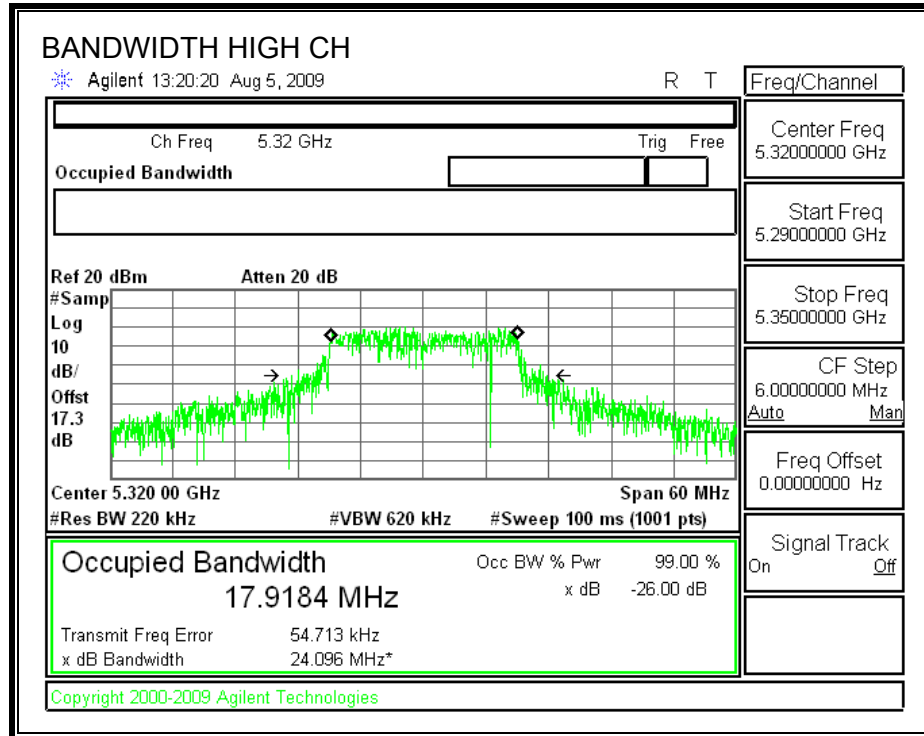 BANDWIDTH HIGH CH
Agilent 13:20:20 Aug 5, 2009 R T
Freq/Channel
Ch Freq 5.32 GHz Trig Free
Occupied Bandwidth
Center Freq
5.32000000 GHz
Start Freq
5.29000000 GHz
Stop Freq
5.35000000 GHz
CF Step
6.00000000 MHz
Auto Man
Freq Offset
0.00000000 Hz
Signal Track
On Off
Ref 20 dBm Atten 20 dB
#Samp
Log
10
dB/
Offst
17.3
dB
Center 5.320 00 GHz Span 60 MHz
#Res BW 220 kHz #VBW 620 kHz #Sweep 100 ms (1001 pts)
Occupied Bandwidth Occ BW % Pwr 99.00 %
17.9184 MHz x dB -26.00 dB
Transmit Freq Error 54.713 kHz
x dB Bandwidth 24.096 MHz*
Copyright 2000-2009 Agilent Technologies